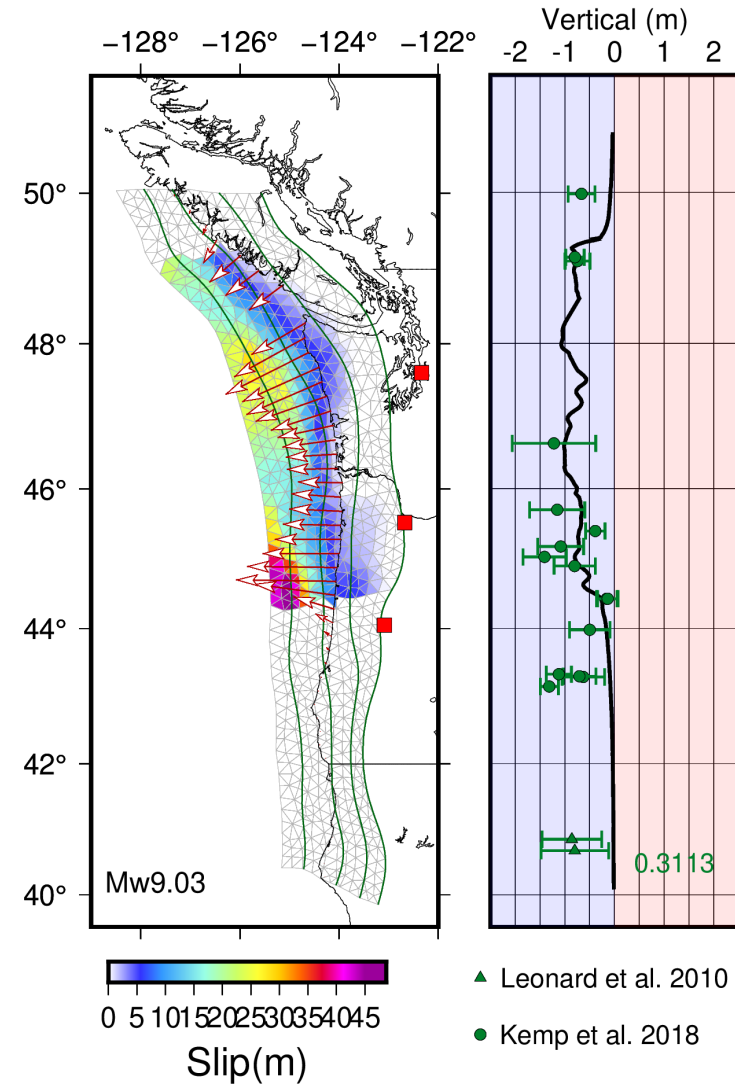 Vertical (m)
−128° −126° −124° −122°
-2 -1 0 1 2
50°
48°
46°
44°
42°
40°
Mw9.03
0.3113
0 5 10 15 20 25 30 35 40 45
Slip(m)
Leonard et al. 2010
Kemp et al. 2018